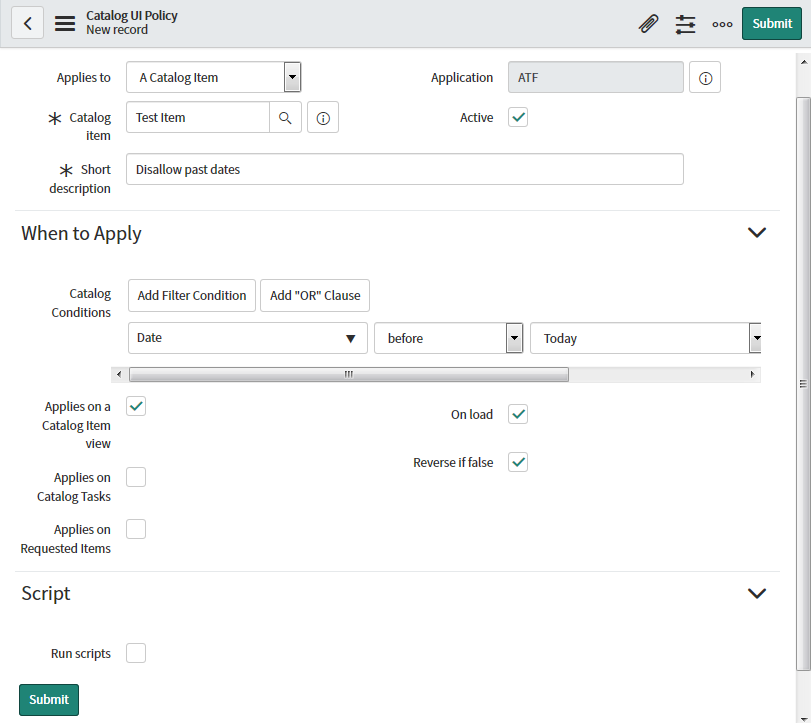 Catalog UI Policy
New record
Submit
Applies to
A Catalog Item
Application
ATF
Catalog
item
Test Item
Active
Short
description
Disallow past dates
When to Apply
Catalog
Conditions
Add Filter Condition
Add "OR" Clause
Date
before
Today
Applies on a
Catalog Item
view
On load
Reverse if false
Applies on
Catalog Tasks
Applies on
Requested Items
Script
Run scripts
Submit